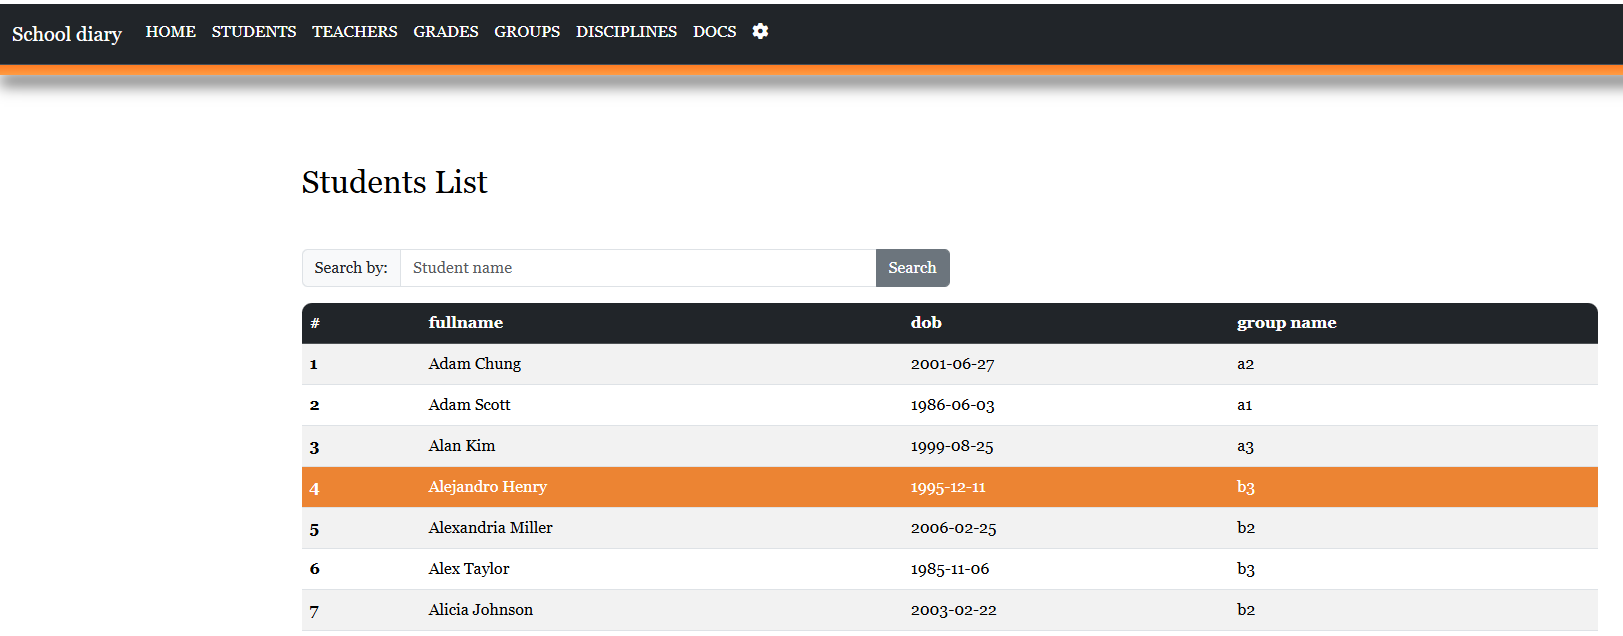 School diary HOME STUDENTS TEACHERS GRADES GROUPS DISCIPLINES DOCS
Students List
Search by: Student name Search
# fullname dob group name
1 Adam Chung 2001-06-27 a2
2 Adam Scott 1986-06-03 a1
3 Alan Kim 1999-08-25 a3
4 Alejandro Henry 1995-12-11 b3
5 Alexandria Miller 2006-02-25 b2
6 Alex Taylor 1985-11-06 b3
7 Alicia Johnson 2003-02-22 b2